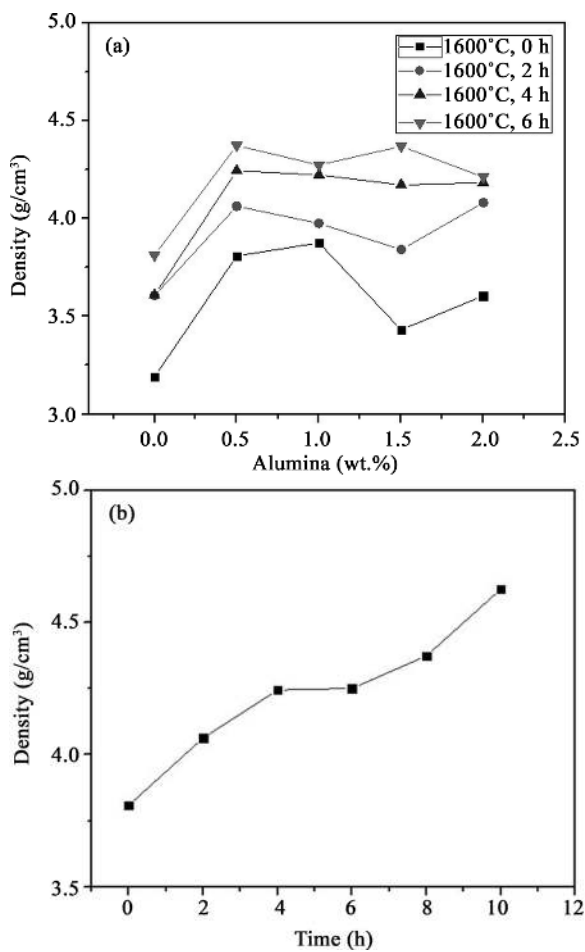 (a)
1600˚C, 0 h
1600˚C, 2 h
1600˚C, 4 h
1600˚C, 6 h
5.0
4.5
4.0
3.5
3.0
Density (g/cm³)
0.0 0.5 1.0 1.5 2.0 2.5
Alumina (wt.%)
(b)
5.0
4.5
4.0
3.5
Density (g/cm³)
0 2 4 6 8 10 12
Time (h)